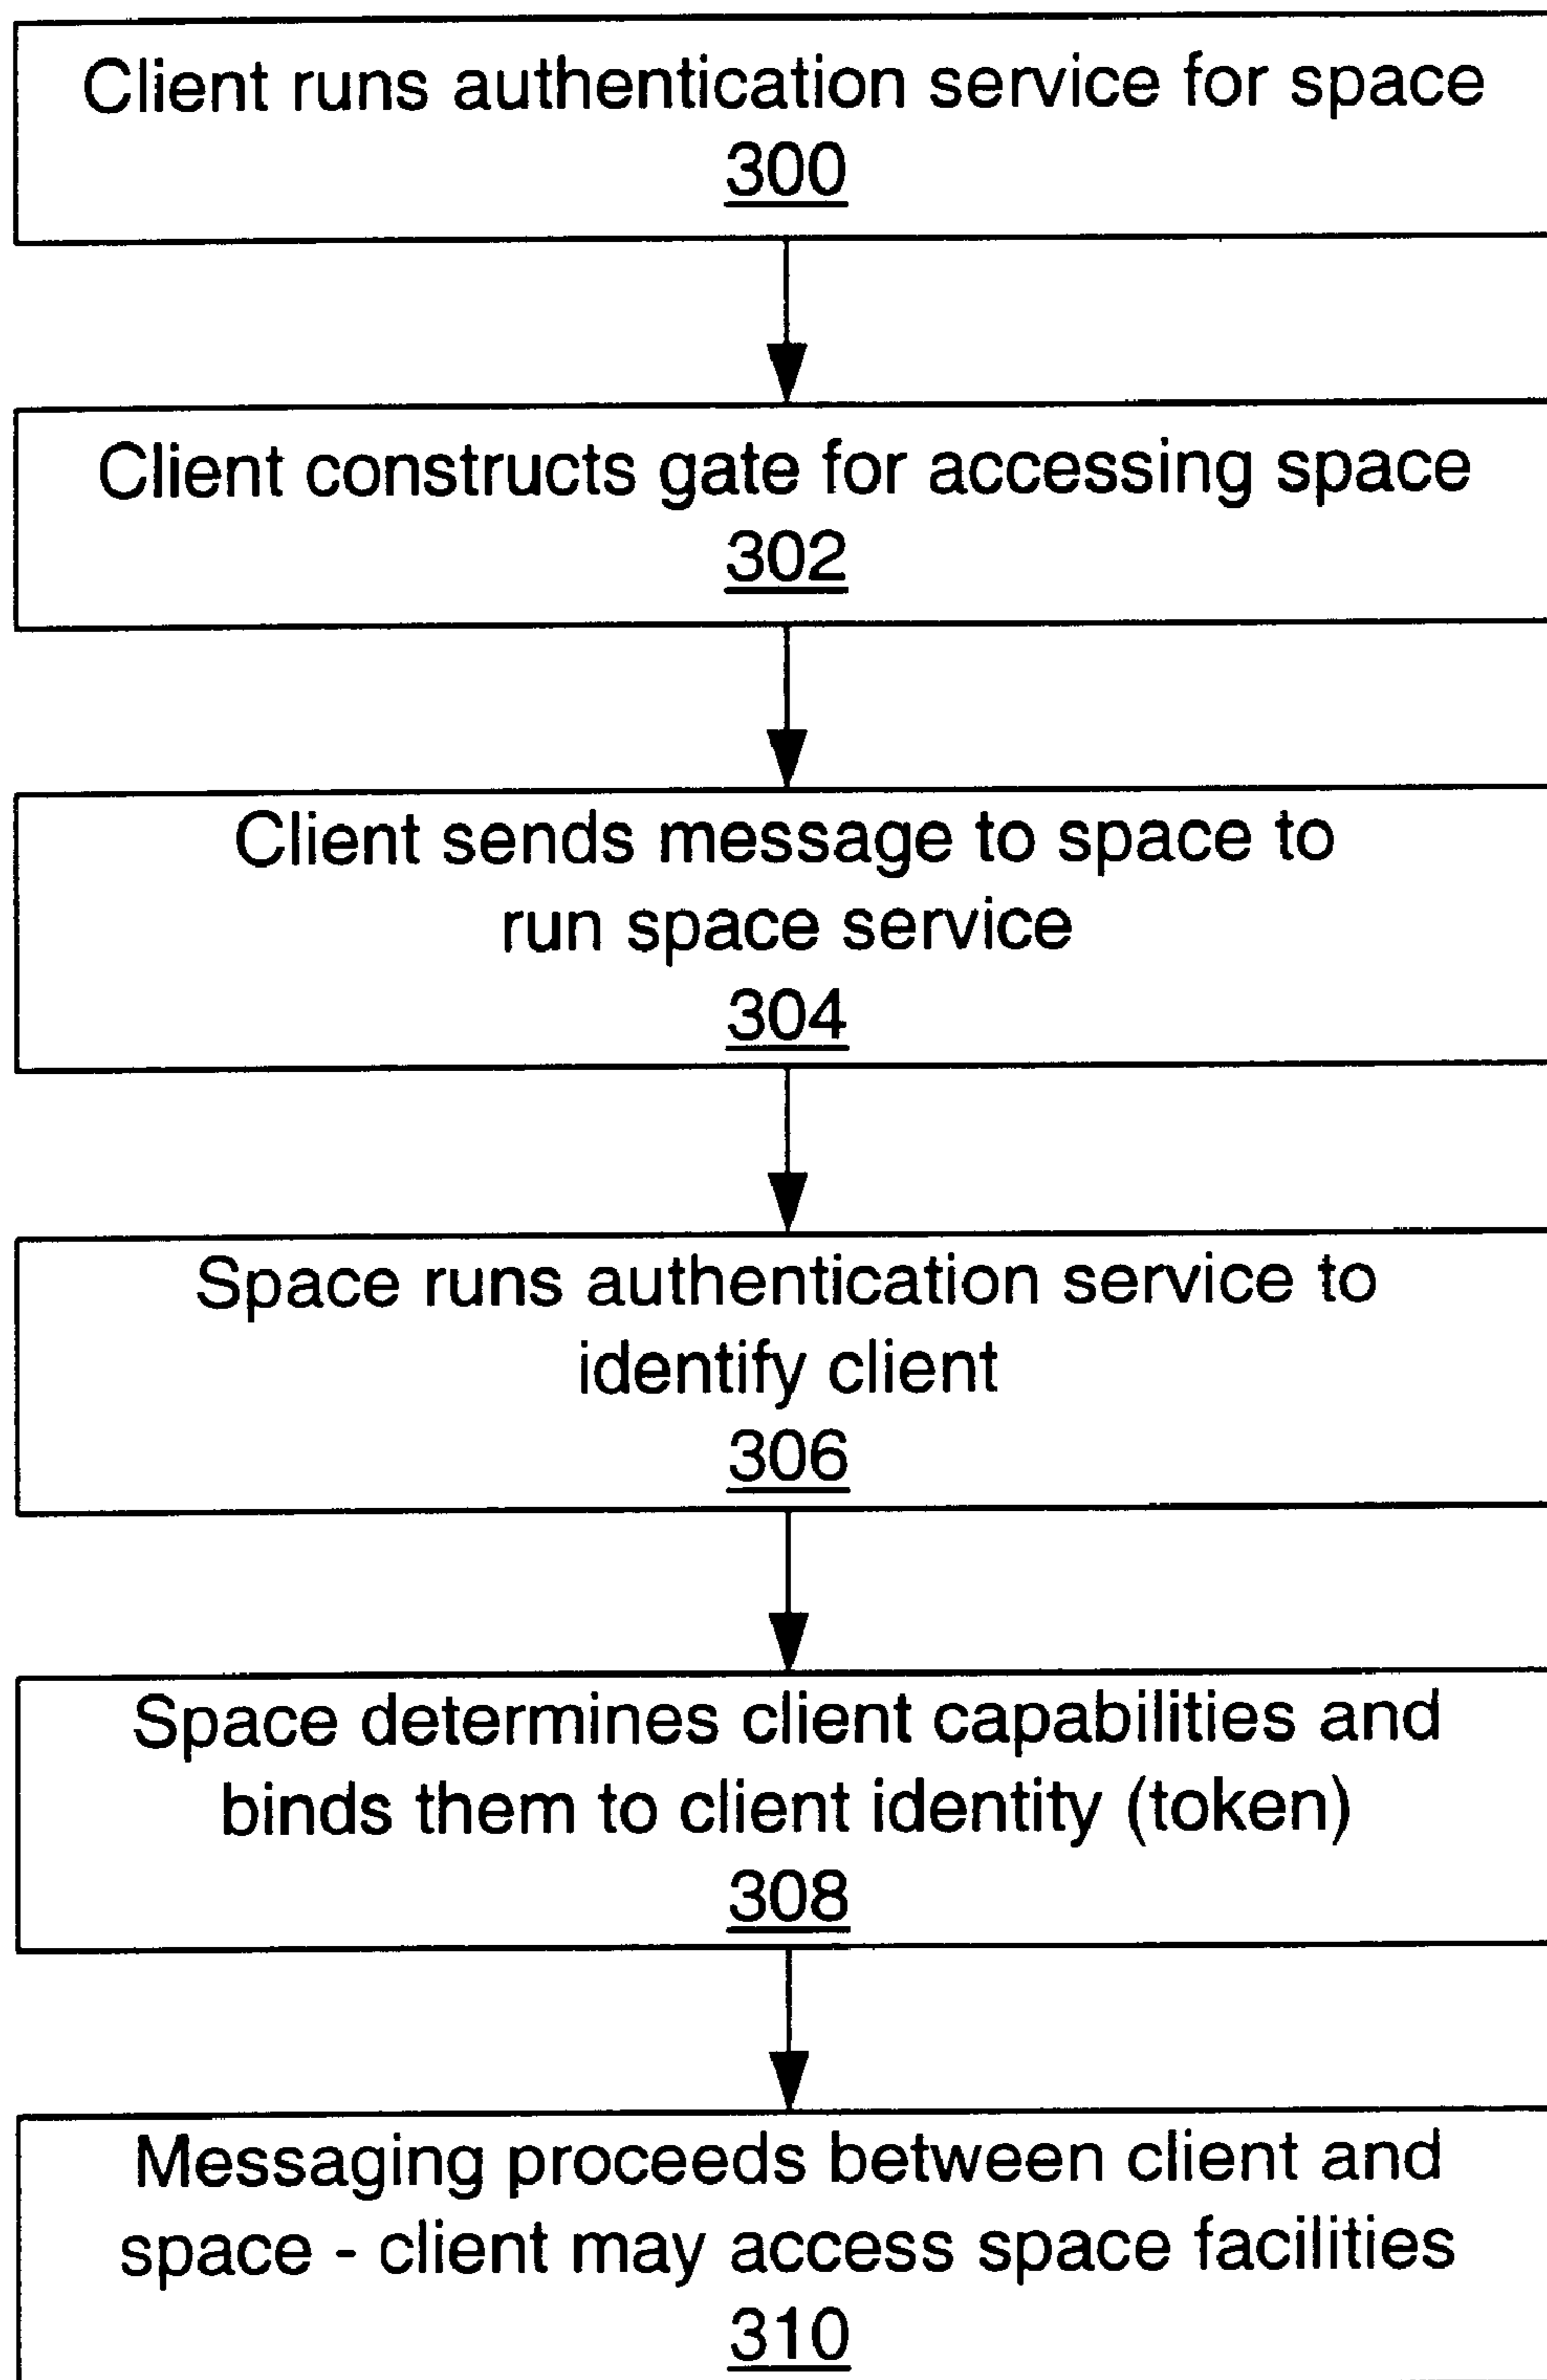 Client runs authentication service for space
300
Client constructs gate for accessing space
302
Client sends message to space to
run space service
304
Space runs authentication service to
identify client
306
Space determines client capabilities and
binds them to client identity (token)
308
Messaging proceeds between client and
space - client may access space facilities
310